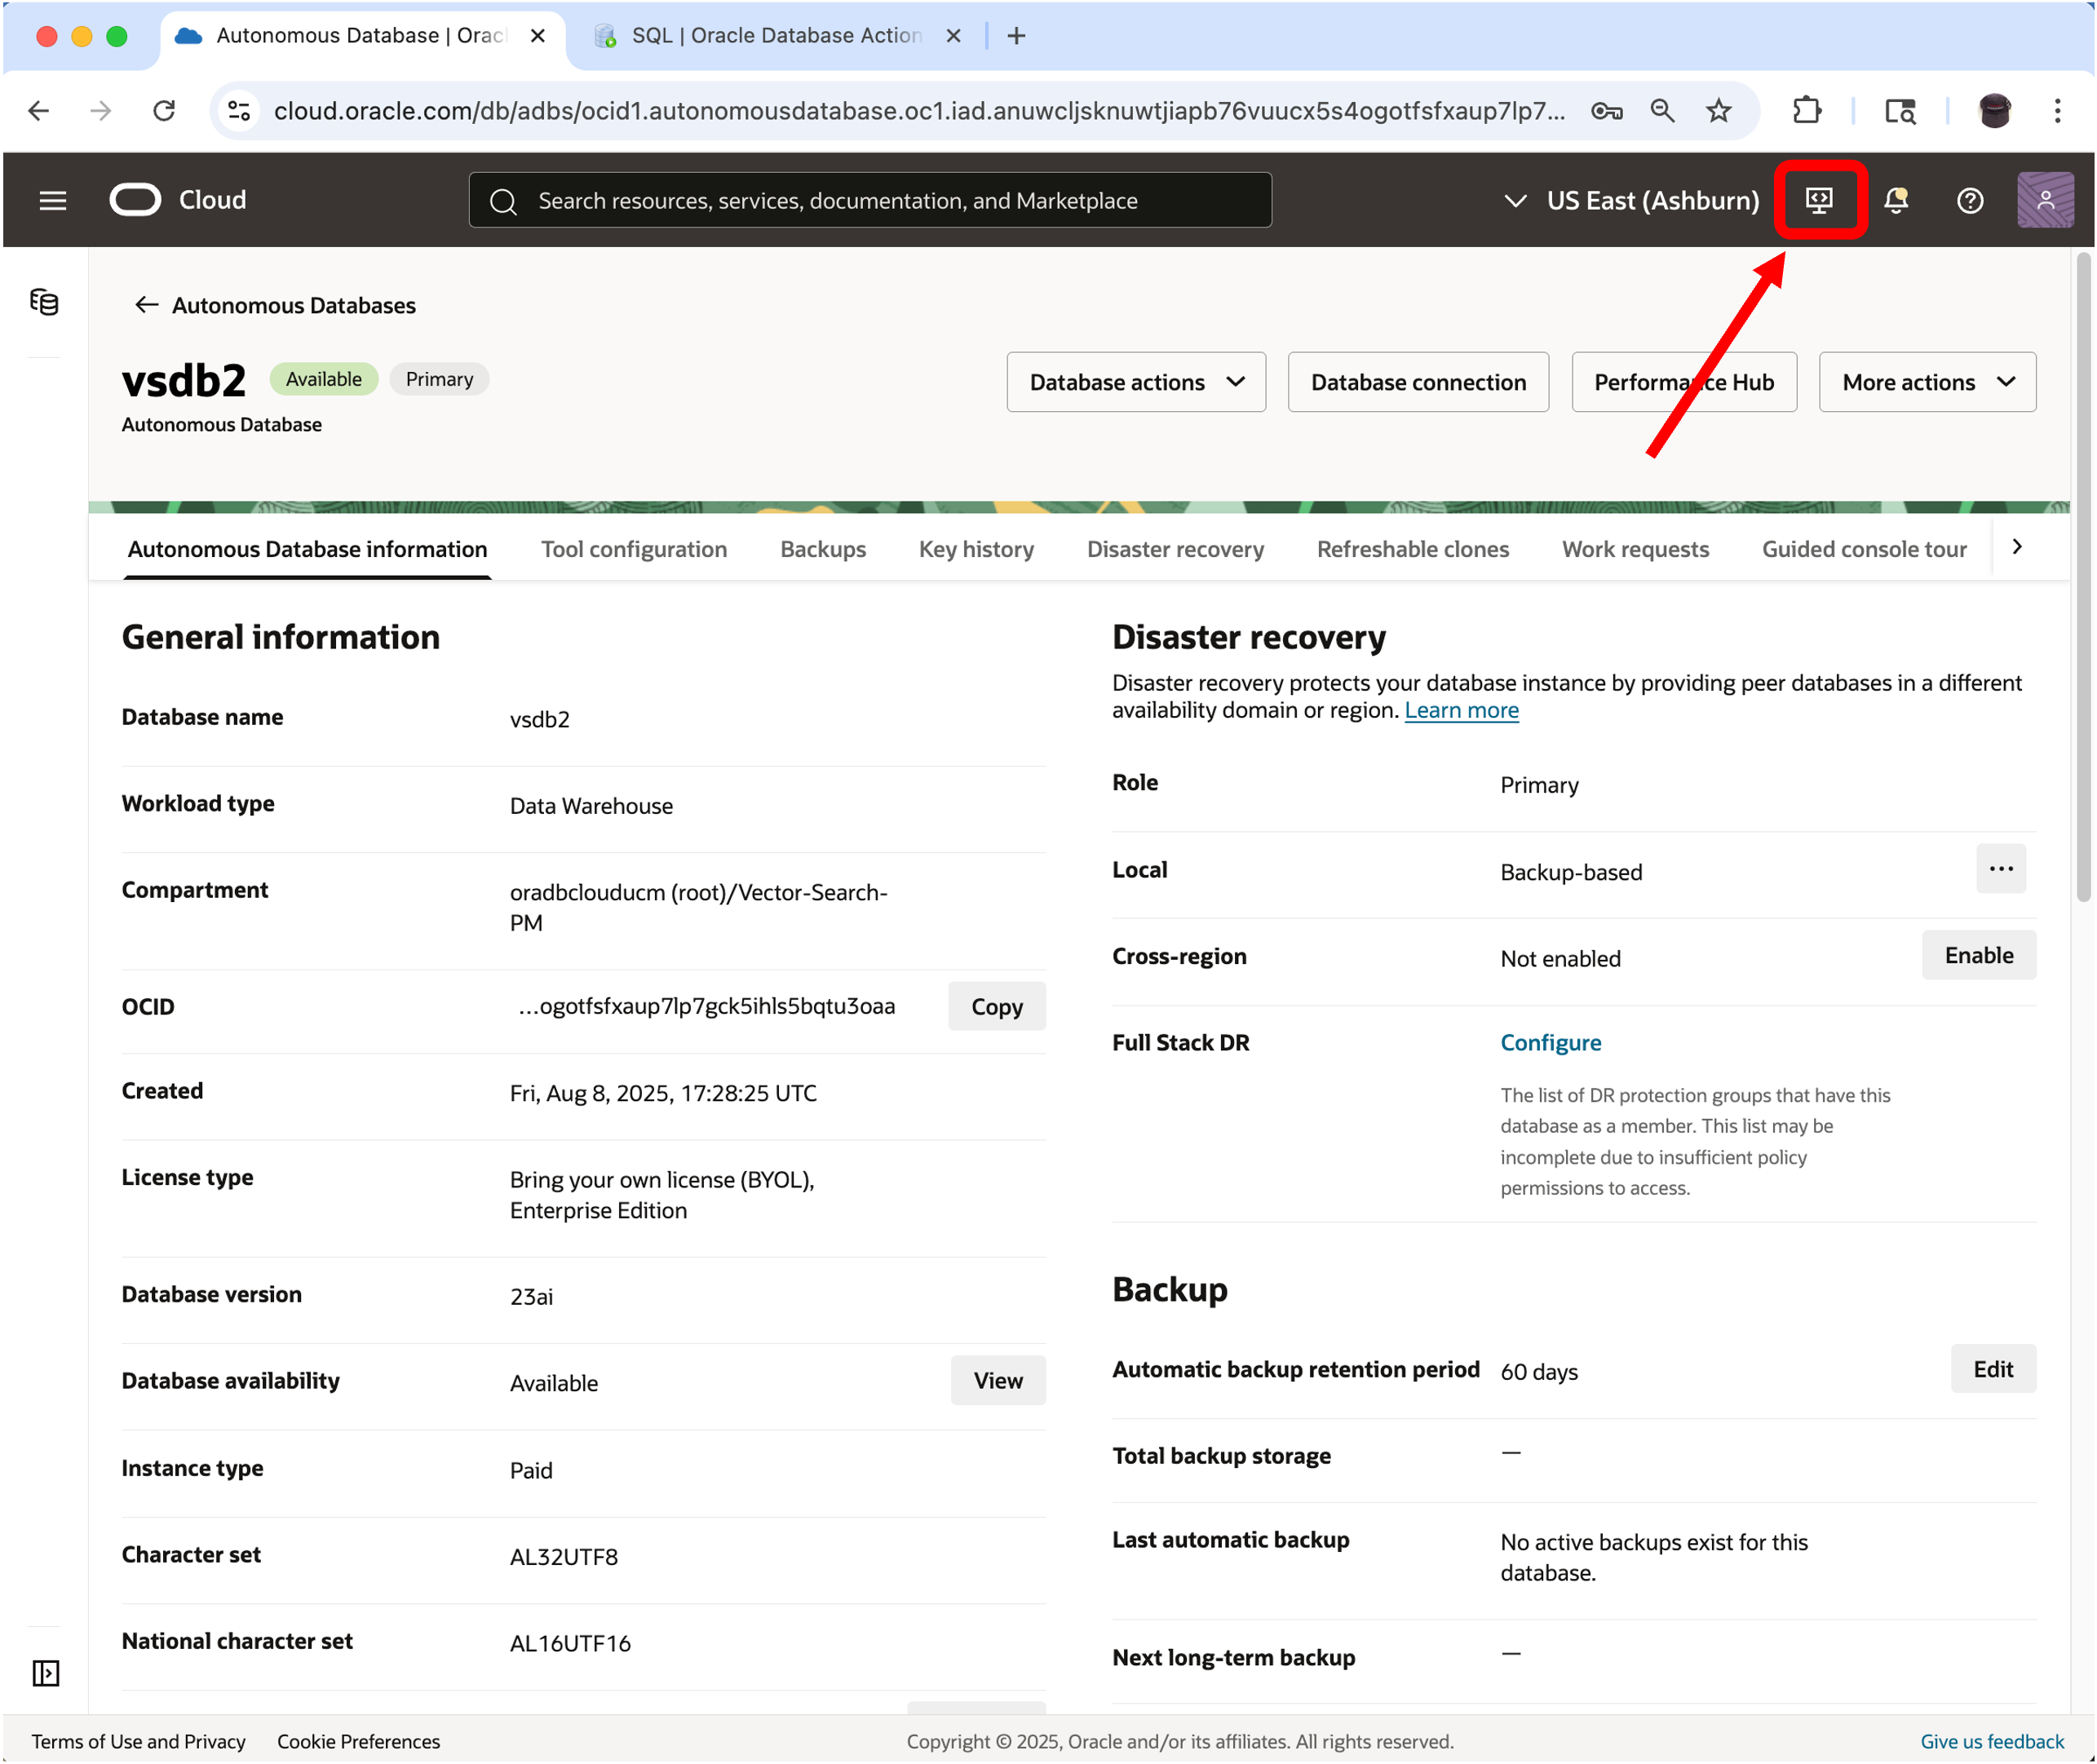 Autonomous Database | Orac
SQL | Oracle Database Action
cloud.oracle.com/db/adbs/ocid1.autonomousdatabase.oc1.iad.anuwcljsknuwtjiapb76vuucx5s4ogotfsfxaup7lp7...
Cloud
Search resources, services, documentation, and Marketplace
US East (Ashburn)
Autonomous Databases
vsdb2 Available Primary
Autonomous Database
Database actions Database connection Performance Hub More actions
Autonomous Database information Tool configuration Backups Key history Disaster recovery Refreshable clones Work requests Guided console tour
General information
Database name vsdb2
Workload type Data Warehouse
Compartment oradbclouducm (root)/Vector-Search-
PM
OCID ...ogotfsfxaup7lp7gck5ihls5bqtu3oaa Copy
Created Fri, Aug 8, 2025, 17:28:25 UTC
License type Bring your own license (BYOL),
Enterprise Edition
Database version 23ai
Database availability Available View
Instance type Paid
Character set AL32UTF8
National character set AL16UTF16
Disaster recovery
Disaster recovery protects your database instance by providing peer databases in a different
availability domain or region. Learn more
Role Primary
Local Backup-based ...
Cross-region Not enabled Enable
Full Stack DR Configure
The list of DR protection groups that have this
database as a member. This list may be
incomplete due to insufficient policy
permissions to access.
Backup
Automatic backup retention period 60 days Edit
Total backup storage —
Last automatic backup No active backups exist for this
database.
Next long-term backup —
Terms of Use and Privacy Cookie Preferences Copyright © 2025, Oracle and/or its affiliates. All rights reserved. Give us feedback